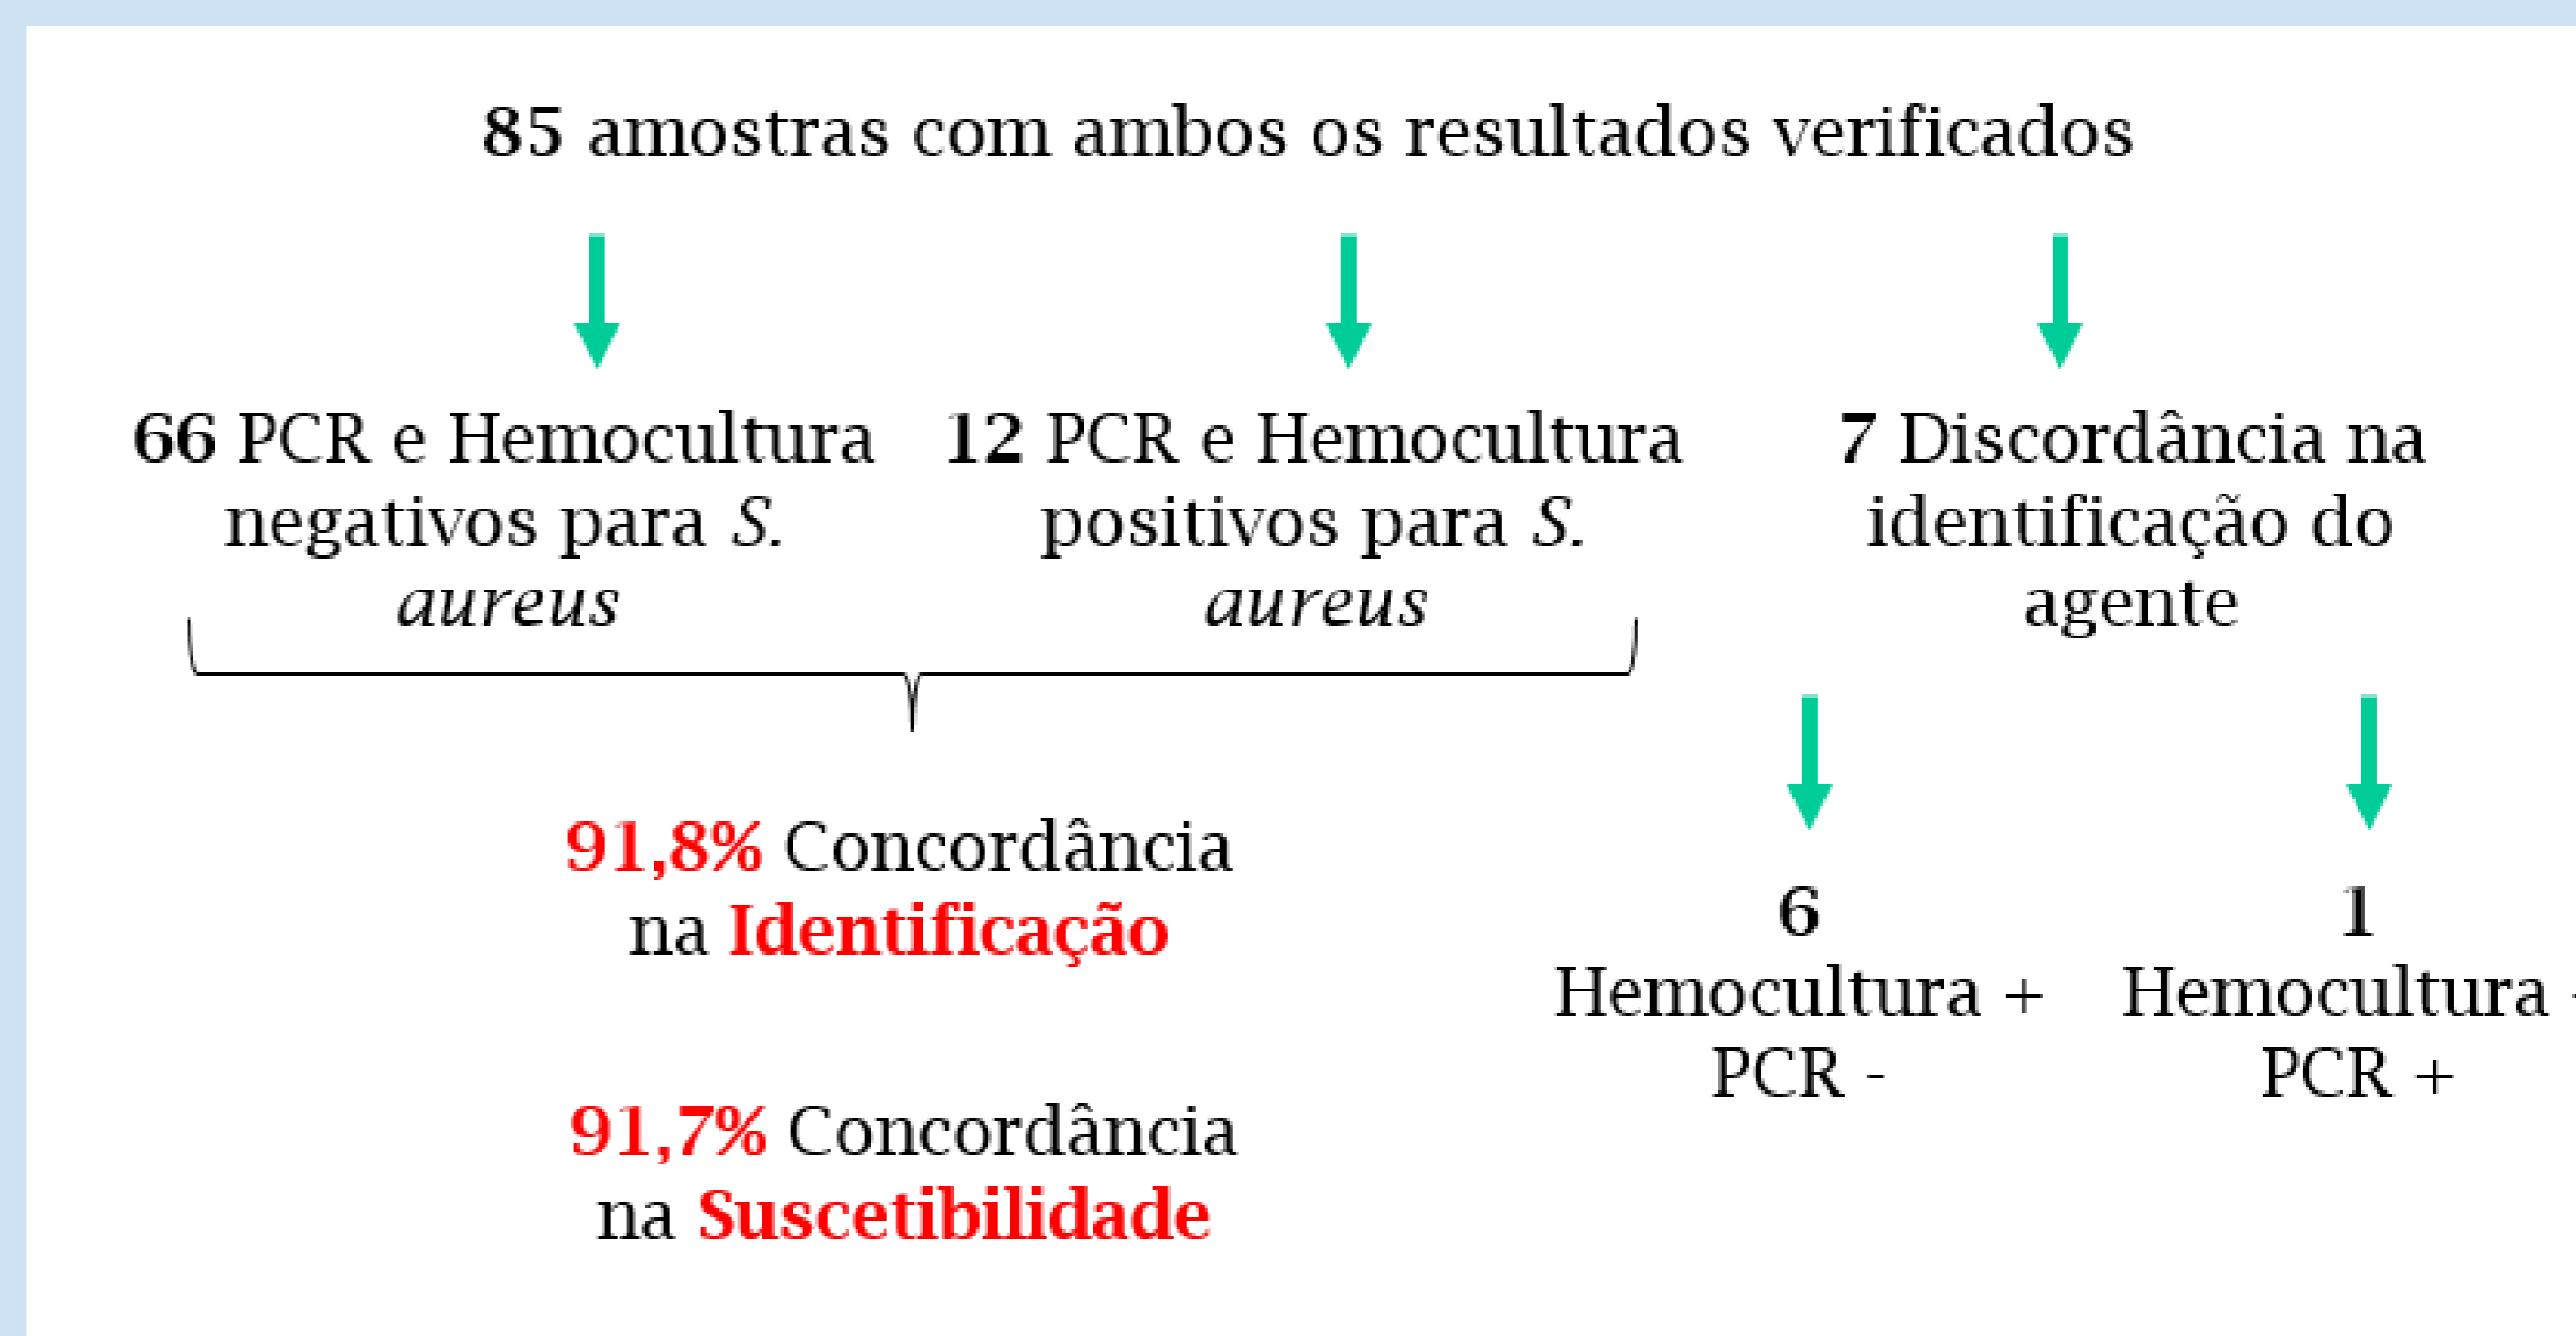 85 amostras com ambos os resultados verificados
66 PCR e Hemocultura
negativos para S.
aureus
12 PCR e Hemocultura
positivos para S.
aureus
7 Discordância na
identificação do
agente
91,8% Concordância
na Identificação
91,7% Concordância
na Suscetibilidade
6
Hemocultura +
PCR -
1
Hemocultura -
PCR +